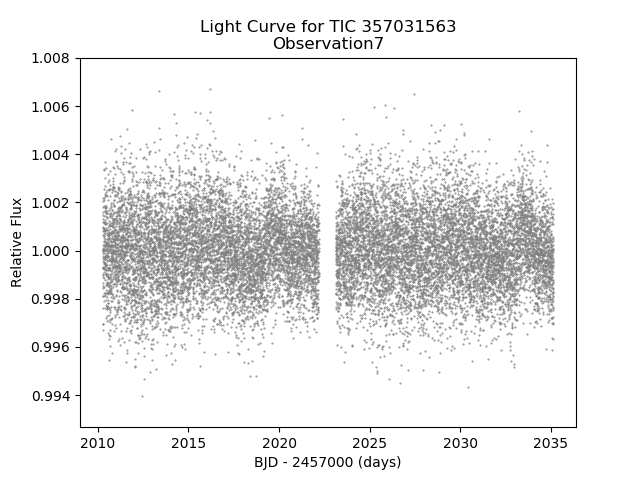 Light Curve for TIC 357031563
Observation7
1.008
1.006
1.004
1.002
1.000
0.998
0.996
0.994
Relative Flux
2010 2015 2020 2025 2030 2035
BJD - 2457000 (days)